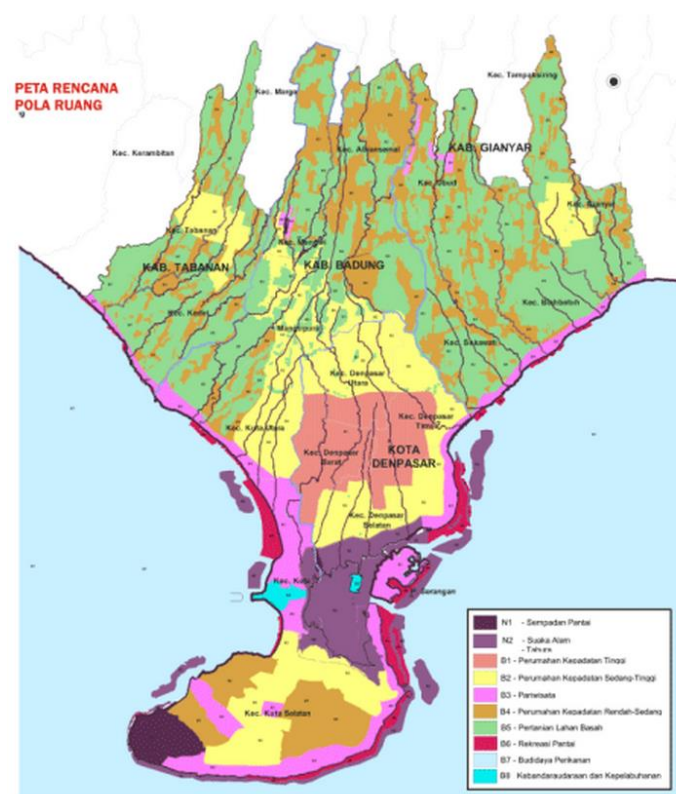 PETA RENCANA
POLA RUANG
Kec. Marga
Kec. Tampaksiring
Kec. Kerambitan
Kec. Abiansemal
KAB. GIANYAR
Kec. Ubud
Kec. Gianyar
Kec. Tabanan
Kec. Mengwi
KAB. TABANAN
KAB. BADUNG
Kec. Kediri
Kec. Blahbatuh
Mangupura
Kec. Sukawati
Kec. Denpasar
Utara
Kec. Kuta Utara
Kec. Denpasar
Timur
Kec. Denpasar
Barat
KOTA
DENPASAR
Kec. Denpasar
Selatan
Kec. Kuta
Serangan
Kec. Kuta Selatan
N1 - Sempadan Pantai
N2 - Suaka Alam
- Tahura
B1 - Perumahan Kepadatan Tinggi
B2 - Perumahan Kepadatan Sedang-Tinggi
B3 - Pariwisata
B4 - Perumahan Kepadatan Rendah-Sedang
B5 - Pertanian Lahan Basah
B6 - Rekreasi Pantai
B7 - Budidaya Perikanan
B8 - Kebandarudaraan dan Kepelabuhanan